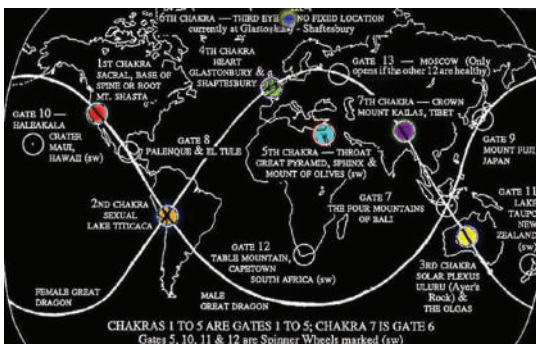 6TH CHAKRA — THIRD EYE NO FIXED LOCATION
currently at Glastonbury - Shaftesbury
4TH CHAKRA
HEART
GLASTONBURY &
SHAFTESBURY
1ST CHAKRA
SACRAL, BASE OF
SPINE OR ROOT
MT. SHASTA
GATE 13 — MOSCOW (Only
opens if the other 12 are healthy)
7TH CHAKRA — CROWN
MOUNT KAILAS, TIBET
GATE 10 —
HALEAKALA
CRATER
MAUI,
HAWAII (sw)
GATE 8
PALENQUE & EL TULE
5TH CHAKRA — THROAT
GREAT PYRAMID, SPHINX &
MOUNT OF OLIVES (sw)
GATE 9
MOUNT FUJI
JAPAN
2ND CHAKRA
SEXUAL
LAKE TITICACA
GATE 7
THE FOUR MOUNTAINS
OF BALI
GATE 11
LAKE
TAUPO
NEW
ZEALAND
(sw)
GATE 12
TABLE MOUNTAIN,
CAPETOWN
SOUTH AFRICA (sw)
3RD CHAKRA
SOLAR PLEXUS
ULURU (Ayer's
Rock) & THE OLGAS
FEMALE GREAT
DRAGON
MALE
GREAT DRAGON
CHAKRAS 1 TO 5 ARE GATES 1 TO 5; CHAKRA 7 IS GATE 6
Gates 5, 10, 11 & 12 are Spinner Wheels marked (sw)